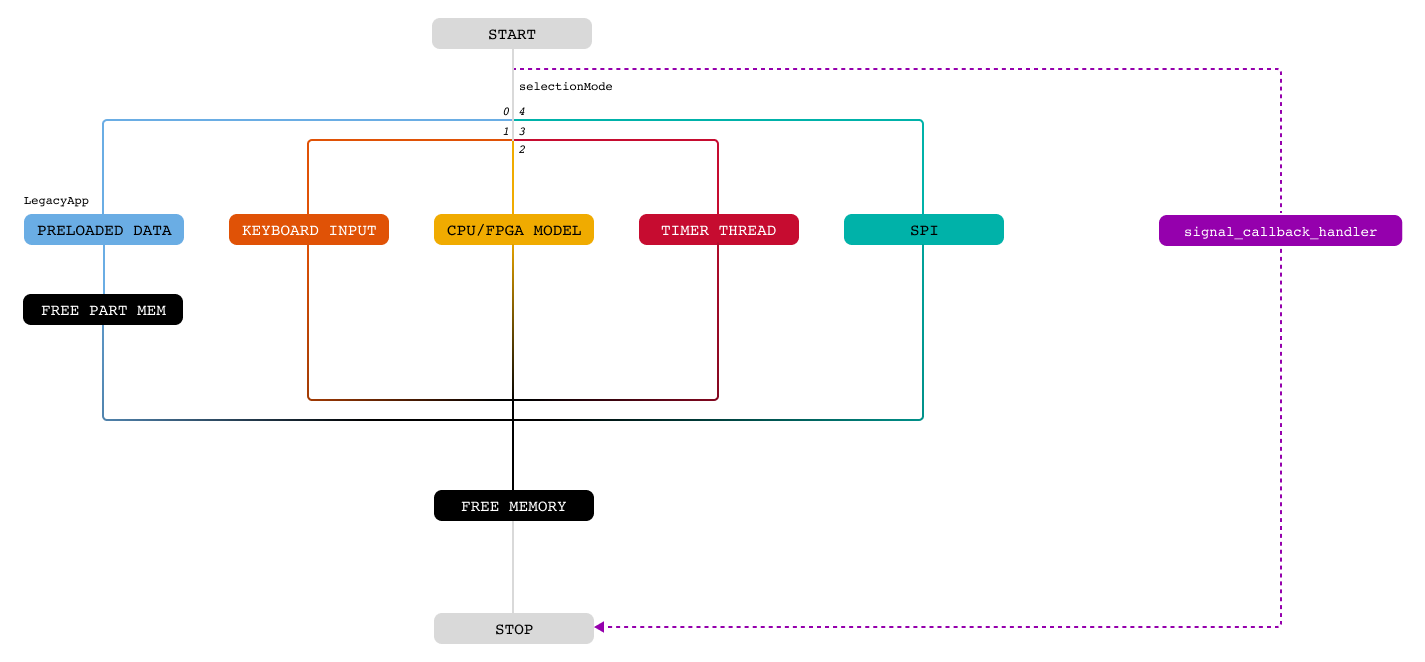 START
selectionMode
0 4
1 3
2
LegacyApp
PRELOADED DATA
KEYBOARD INPUT
CPU/FPGA MODEL
TIMER THREAD
SPI
signal_callback_handler
FREE PART MEM
FREE MEMORY
STOP